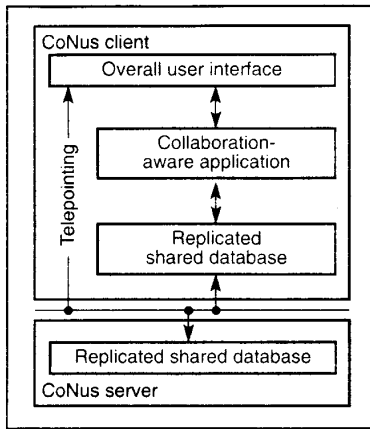 CoNus client
Overall user interface
Collaboration-
aware application
Telepointing
Replicated
shared database
Replicated shared database
CoNus server